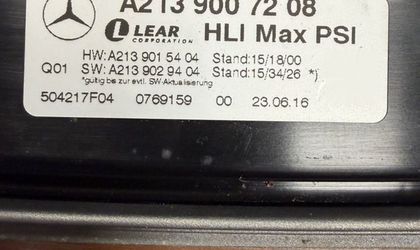 A213 900 7208
LEAR HLI Max PSI
CORPORATION
HW:A213 901 54 04 Stand:15/18/00
Q01 SW:A213 902 94 04 Stand:15/34/26 *)
*gültig bis zur evtl. SW-Aktualisierung
504217F04 0769159 00 23.06.16